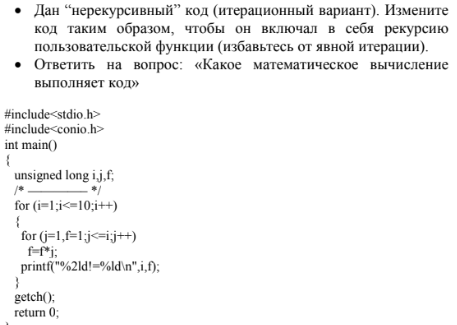 • Дан “нерекурсивный” код (итерационный вариант). Измените
код таким образом, чтобы он включал в себя рекурсию
пользовательской функции (избавьтесь от явной итерации).
• Ответить на вопрос: «Какое математическое вычисление
выполняет код»
#include<stdio.h>
#include<conio.h>
int main()
{
unsigned long i,j,f;
/* ————— */
for (i=1;i<=10;i++)
{
for (j=1,f=1;j<=i;j++)
f=f*j;
printf("%2ld!=%ld\n",i,f);
}
getch();
return 0;
}